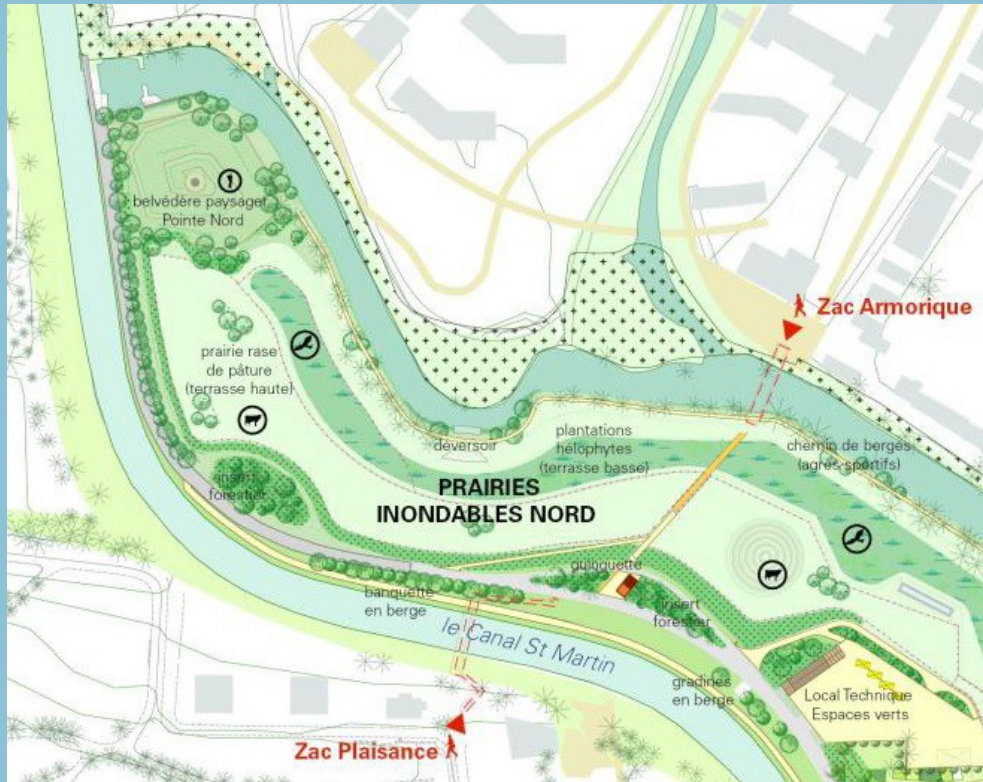 belvédère paysager
Pointe Nord
Zac Armorique
prairie rase
de pâture
(terrasse haute)
déversoir
plantations
hélophytes
(terrasse basse)
chemin de berges
(agrès sportifs)
PRAIRIES
INONDABLES NORD
insert
forestier
guinguette
banquette
en berge
insert
forestier
le Canal St Martin
gradines
en berge
Local Technique
Espaces verts
Zac Plaisance